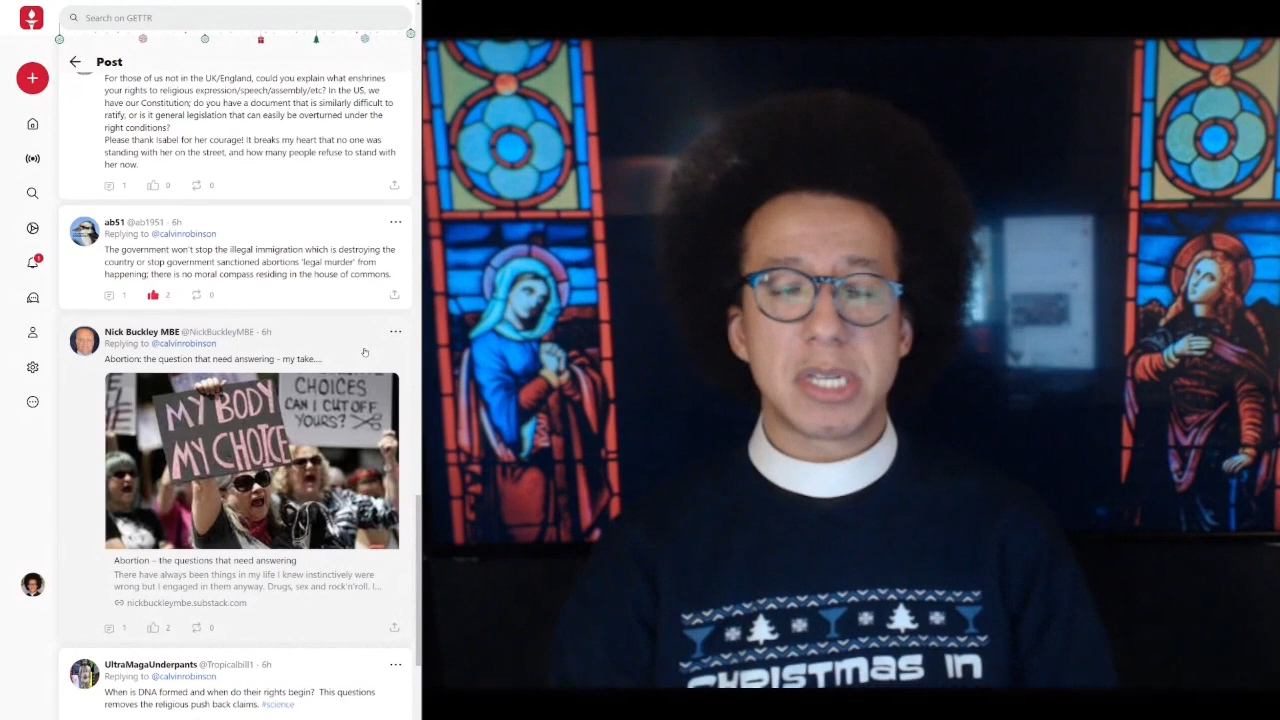 Search on GETTR
Post
For those of us not in the UK/England, could you explain what enshrines
your rights to religious expression/speech/assembly/etc? In the US, we
have our Constitution; do you have a document that is similarly difficult to
ratify, or is it general legislation that can easily be overturned under the
right conditions?
Please thank Isabel for her courage! It breaks my heart that no one was
standing with her on the street, and how many people refuse to stand with
her now.
1 0 0
ab51 @ab1951 · 6h
Replying to @calvinrobinson
The government won't stop the illegal immigration which is destroying the
country or stop government sanctioned abortions 'legal murder' from
happening; there is no moral compass residing in the house of commons.
1 2 0
Nick Buckley MBE @NickBuckleyMBE · 6h
Replying to @calvinrobinson
Abortion: the question that need answering - my take....
MY BODY
MY CHOICE
CHOICES
CAN I CUT OFF
YOURS?
Abortion – the questions that need answering
There have always been things in my life I knew instinctively were
wrong but I engaged in them anyway. Drugs, sex and rock'n'roll. I...
nickbuckleymbe.substack.com
1 2 0
UltraMagaUnderpants @Tropicalbill1 · 6h
Replying to @calvinrobinson
When is DNA formed and when do their rights begin? This questions
removes the religious push back claims. #science
CHRISTMAS IN